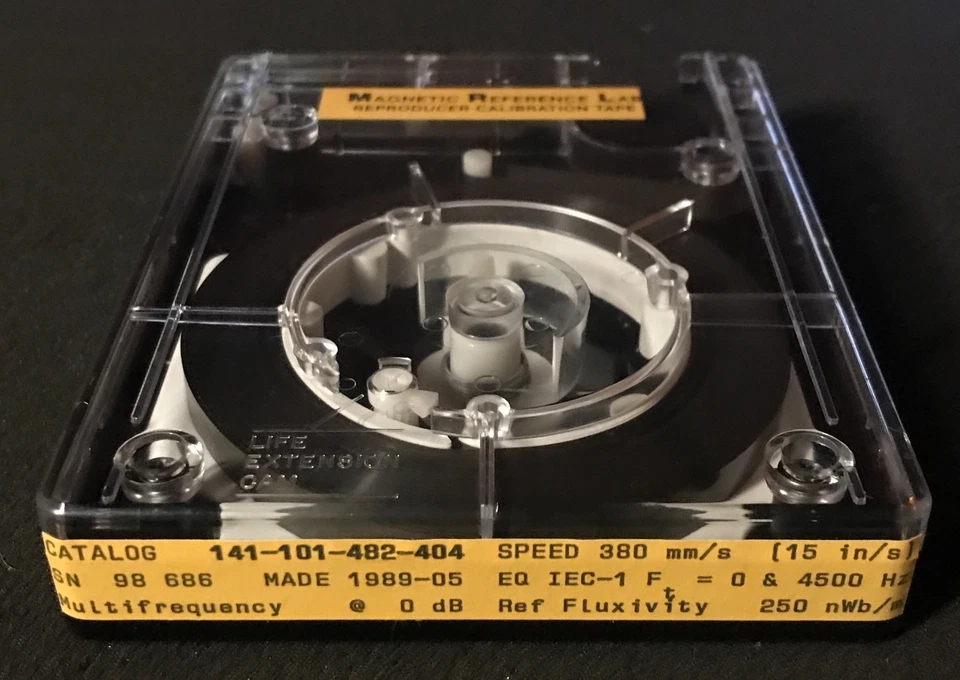 MAGNETIC REFERENCE LAB
REPRODUCER CALIBRATION TAPE
LIFE
EXTENSION
CAM
CATALOG 141-101-482-404 SPEED 380 mm/s [15 in/s]
SN 98 686 MADE 1989-05 EQ IEC-1 Ft = 0 & 4500 Hz
Multifrequency @ 0 dB Ref Fluxivity 250 nWb/m